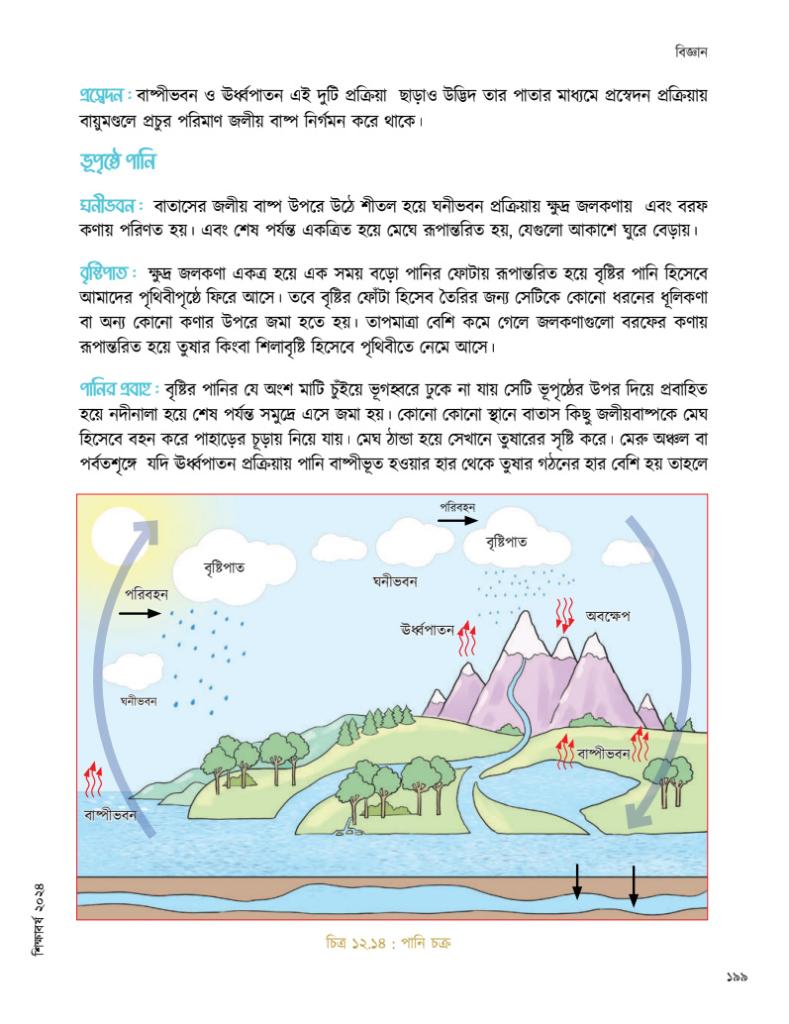 বিজ্ঞান
প্রস্বেদন : বাষ্পীভবন ও ঊর্ধ্বপাতন এই দুটি প্রক্রিয়া ছাড়াও উদ্ভিদ তার পাতার মাধ্যমে প্রস্বেদন প্রক্রিয়ায়
বায়ুমণ্ডলে প্রচুর পরিমাণ জলীয় বাষ্প নির্গমন করে থাকে।
ভূপৃষ্ঠে পানি
ঘনীভবন : বাতাসের জলীয় বাষ্প উপরে উঠে শীতল হয়ে ঘনীভবন প্রক্রিয়ায় ক্ষুদ্র জলকণায় এবং বরফ
কণায় পরিণত হয়। এবং শেষ পর্যন্ত একত্রিত হয়ে মেঘে রূপান্তরিত হয়, যেগুলো আকাশে ঘুরে বেড়ায়।
বৃষ্টিপাত : ক্ষুদ্র জলকণা একত্র হয়ে এক সময় বড়ো পানির ফোটায় রূপান্তরিত হয়ে বৃষ্টির পানি হিসেবে
আমাদের পৃথিবীপৃষ্ঠে ফিরে আসে। তবে বৃষ্টির ফোঁটা হিসেব তৈরির জন্য সেটিকে কোনো ধরনের ধূলিকণা
বা অন্য কোনো কণার উপরে জমা হতে হয়। তাপমাত্রা বেশি কমে গেলে জলকণাগুলো বরফের কণায়
রূপান্তরিত হয়ে তুষার কিংবা শিলাবৃষ্টি হিসেবে পৃথিবীতে নেমে আসে।
পানির প্রবাহ : বৃষ্টির পানির যে অংশ মাটি চুঁইয়ে ভূগহ্বরে ঢুকে না যায় সেটি ভূপৃষ্ঠের উপর দিয়ে প্রবাহিত
হয়ে নদীনালা হয়ে শেষ পর্যন্ত সমুদ্রে এসে জমা হয়। কোনো কোনো স্থানে বাতাস কিছু জলীয়বাষ্পকে মেঘ
হিসেবে বহন করে পাহাড়ের চূড়ায় নিয়ে যায়। মেঘ ঠান্ডা হয়ে সেখানে তুষারের সৃষ্টি করে। মেরু অঞ্চল বা
পর্বতশৃঙ্গে যদি ঊর্ধ্বপাতন প্রক্রিয়ায় পানি বাষ্পীভূত হওয়ার হার থেকে তুষার গঠনের হার বেশি হয় তাহলে
পরিবহন
বৃষ্টিপাত
বৃষ্টিপাত
ঘনীভবন
পরিবহন
ঊর্ধ্বপাতন
অবক্ষেপ
ঘনীভবন
বাষ্পীভবন
বাষ্পীভবন
চিত্র ১২.১৪ : পানি চক্র
শিক্ষাবর্ষ ২০২৪
১৯৯